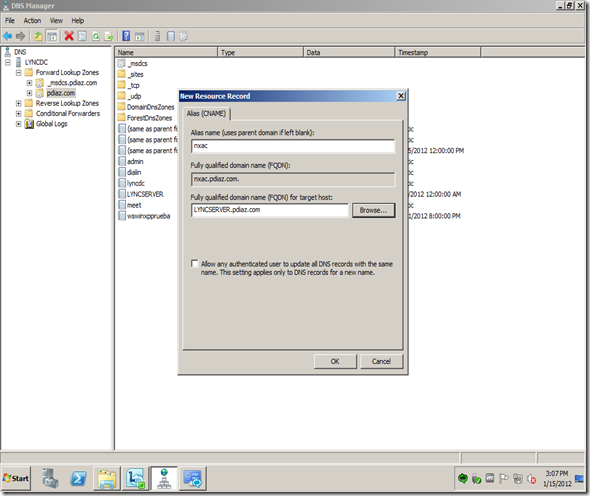 DNS Manager
File Action View Help
DNS
LYNCDC
Forward Lookup Zones
_msdcs.pdiaz.com
pdiaz.com
Reverse Lookup Zones
Conditional Forwarders
Global Logs
Name Type Data Timestamp
_msdcs
_sites
_tcp
_udp
DomainDnsZones
ForestDnsZones
(same as parent fo
(same as parent fo
(same as parent fo 5/2012 12:00:00 PM
admin
dialin
lyncdc
LYNCSERVER /2012 12:00 AM
meet
wswinxpprueba 1/2012 8:00:00 PM
New Resource Record
Alias (CNAME)
Alias name (uses parent domain if left blank):
nxac
Fully qualified domain name (FQDN):
nxac.pdiaz.com.
Fully qualified domain name (FQDN) for target host:
LYNCSERVER.pdiaz.com Browse...
Allow any authenticated user to update all DNS records with the same
name. This setting applies only to DNS records for a new name.
OK Cancel
Start
3:07 PM
1/15/2012